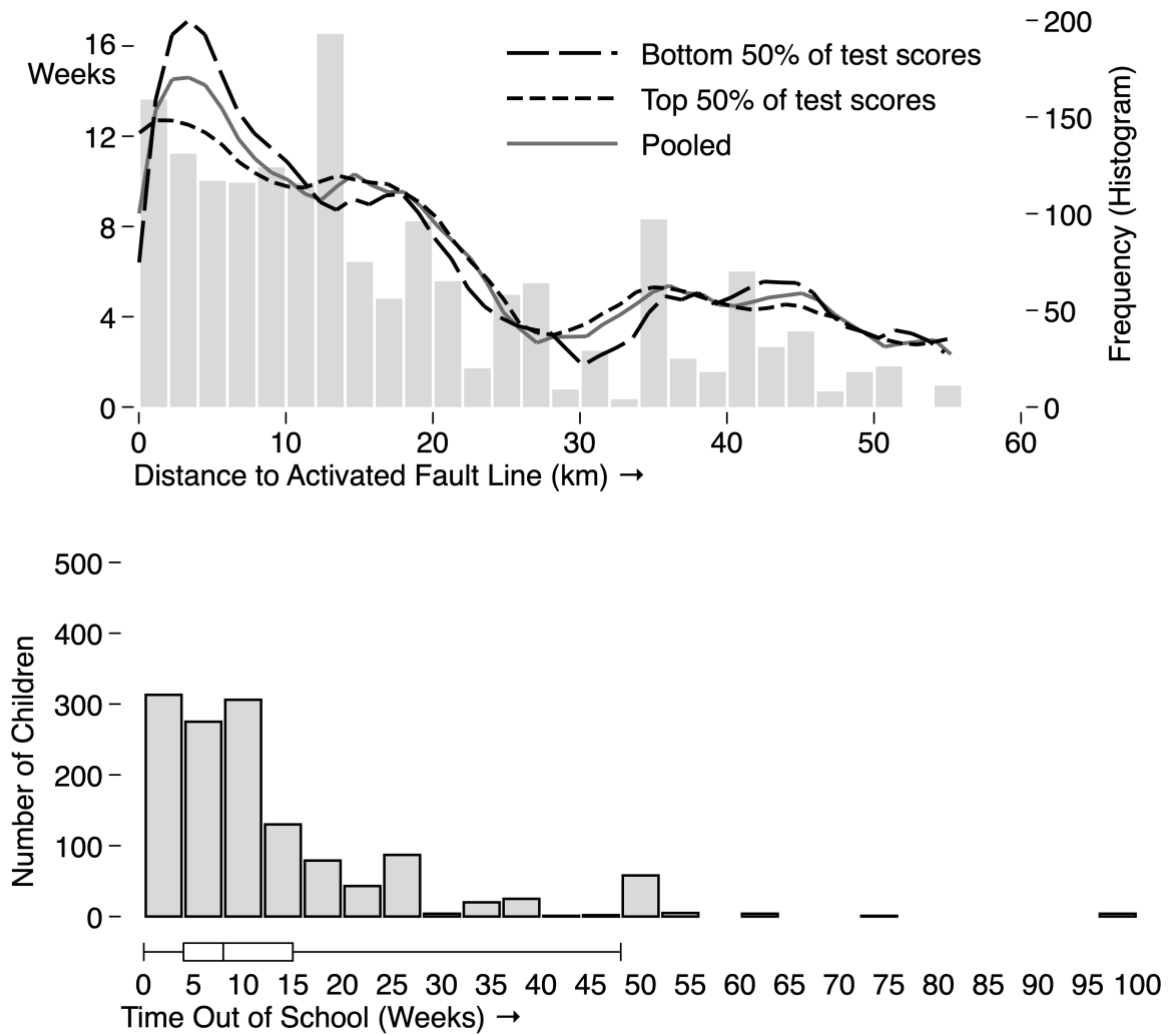 16
Weeks
12
8
4
0
Bottom 50% of test scores
Top 50% of test scores
Pooled
200
150
100
50
0
Frequency (Histogram)
0 10 20 30 40 50 60
Distance to Activated Fault Line (km) →
500
400
300
200
100
0
Number of Children
0 5 10 15 20 25 30 35 40 45 50 55 60 65 70 75 80 85 90 95 100
Time Out of School (Weeks) →